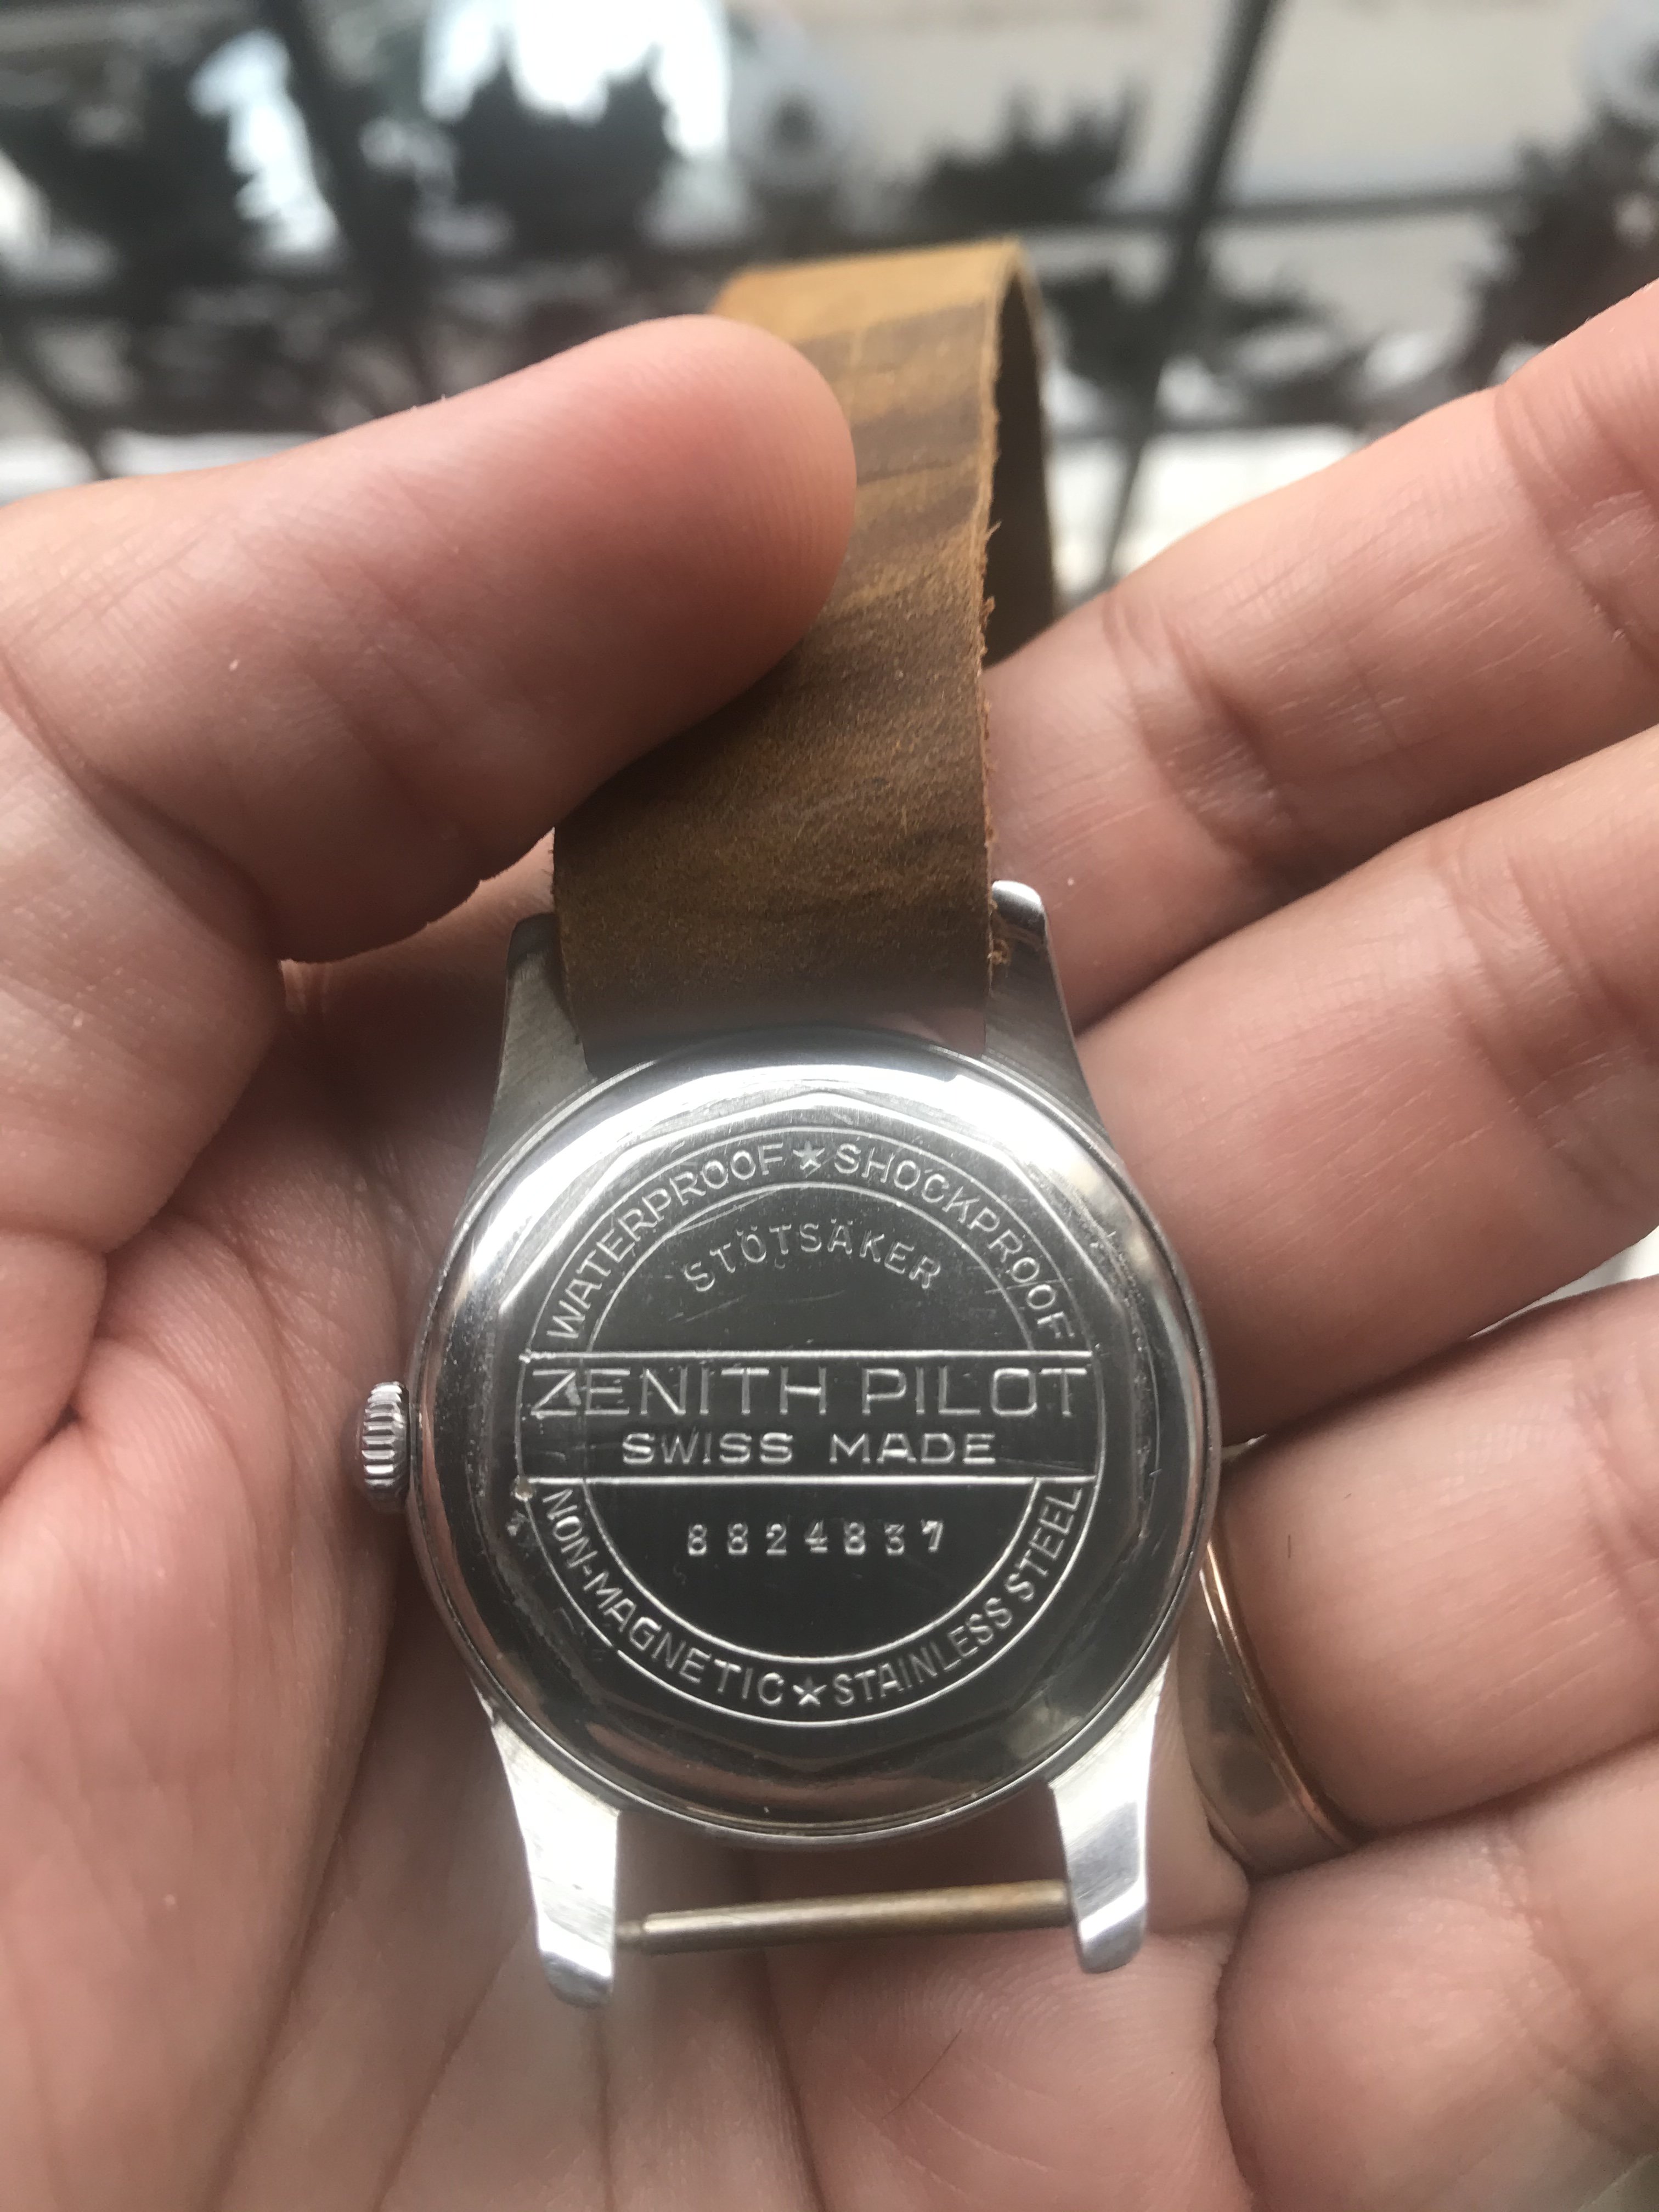 WATERPROOF★SHOCKPROOF
STÖTSÄKER
ZENITH PILOT
SWISS MADE
8824837
NON-MAGNETIC★STAINLESS STEEL